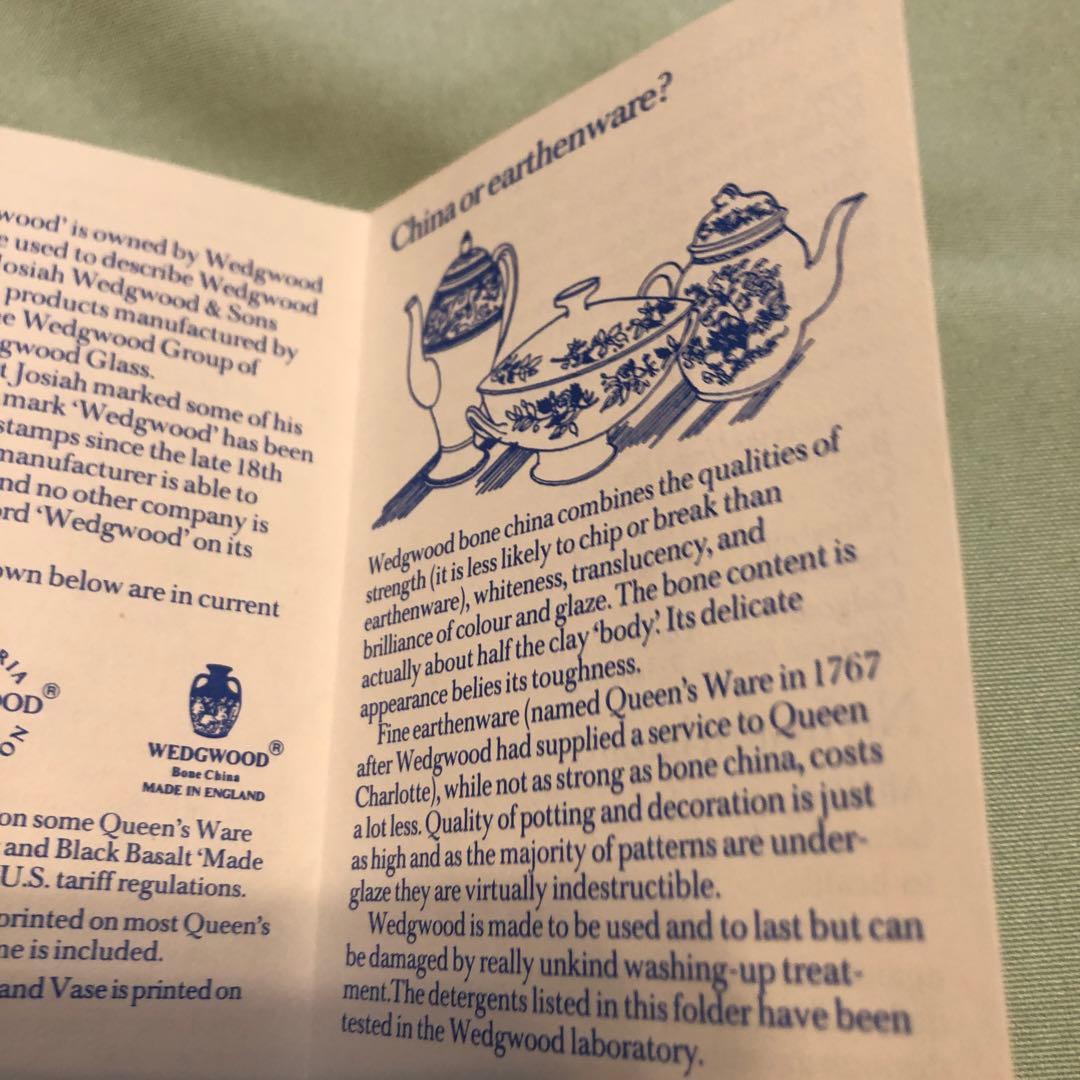 wood’ is owned by Wedgwood
used to describe Wedgwood
Josiah Wedgwood & Sons
products manufactured by
Wedgwood Group of
gwood Glass.
Josiah marked some of his
mark ‘Wedgwood’ has been
stamps since the late 18th
manufacturer is able to
nd no other company is
ord ‘Wedgwood’ on its
own below are in current
RIA
OOD®
ON
WEDGWOOD®
Bone China
MADE IN ENGLAND
on some Queen’s Ware
and Black Basalt ‘Made
U.S. tariff regulations.
printed on most Queen’s
me is included.
and Vase is printed on
China or earthenware?
Wedgwood bone china combines the qualities of
strength (it is less likely to chip or break than
earthenware), whiteness, translucency, and
brilliance of colour and glaze. The bone content is
actually about half the clay ‘body’. Its delicate
appearance belies its toughness.
Fine earthenware (named Queen’s Ware in 1767
after Wedgwood had supplied a service to Queen
Charlotte), while not as strong as bone china, costs
a lot less. Quality of potting and decoration is just
as high and as the majority of patterns are under-
glaze they are virtually indestructible.
Wedgwood is made to be used and to last but can
be damaged by really unkind washing-up treat-
ment. The detergents listed in this folder have been
tested in the Wedgwood laboratory.